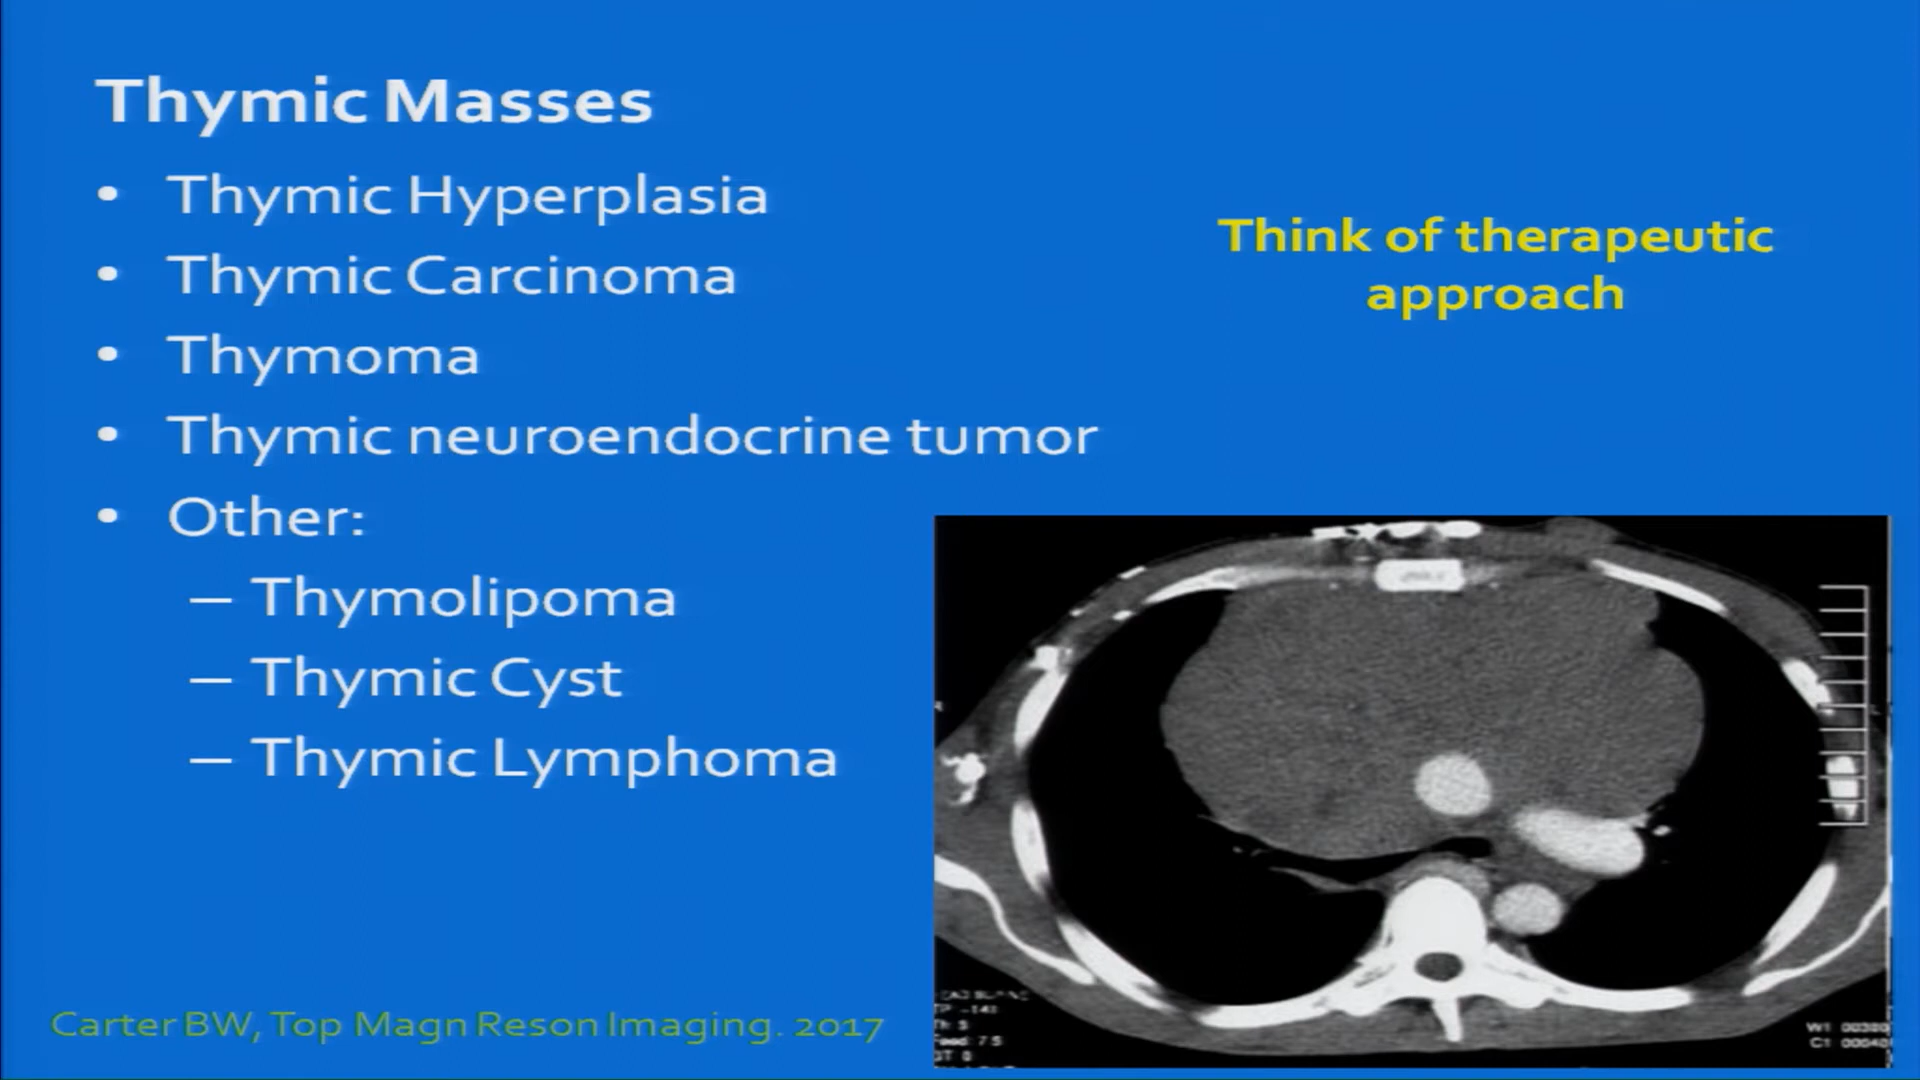 Thymic Masses
• Thymic Hyperplasia
• Thymic Carcinoma
• Thymoma
• Thymic neuroendocrine tumor
• Other:
– Thymolipoma
– Thymic Cyst
– Thymic Lymphoma
Think of therapeutic
approach
Carter BW, Top Magn Reson Imaging. 2017